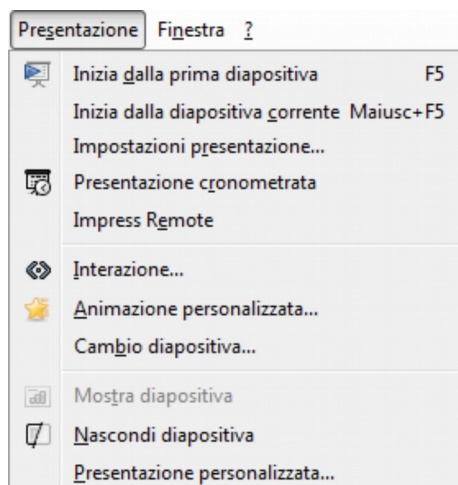 Presentazione Finestra ?
Inizia dalla prima diapositiva F5
Inizia dalla diapositiva corrente Maiusc+F5
Impostazioni presentazione...
Presentazione cronometrata
Impress Remote
Interazione...
Animazione personalizzata...
Cambio diapositiva...
Mostra diapositiva
Nascondi diapositiva
Presentazione personalizzata...